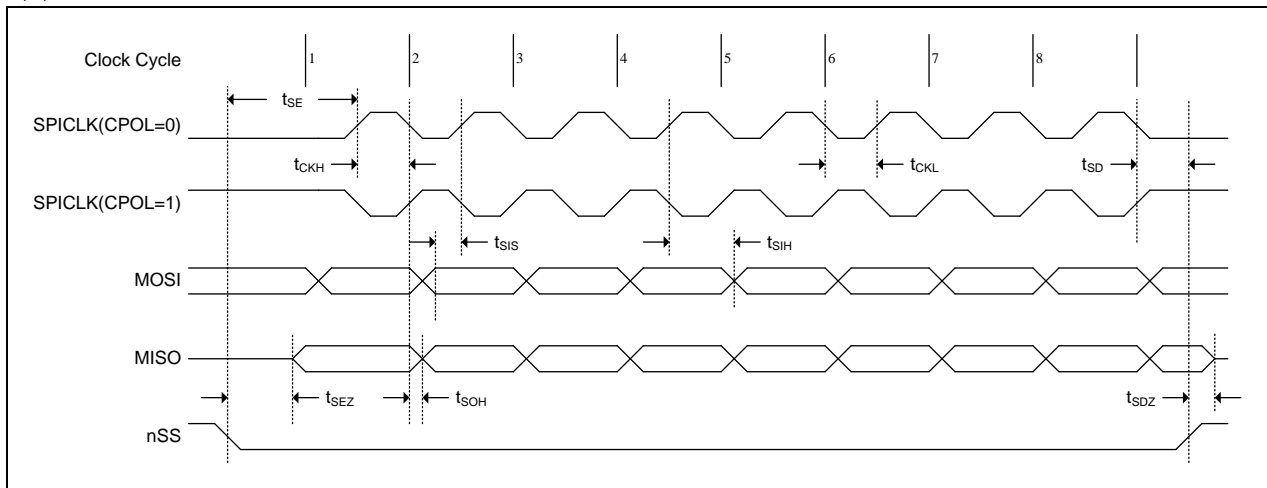 Clock Cycle 1 2 3 4 5 6 7 8
tSE
SPICLK(CPOL=0)
tCKH tCKL tSD
SPICLK(CPOL=1)
tSIS tSIH
MOSI
MISO
tSEZ tSOH tSDZ
nSS